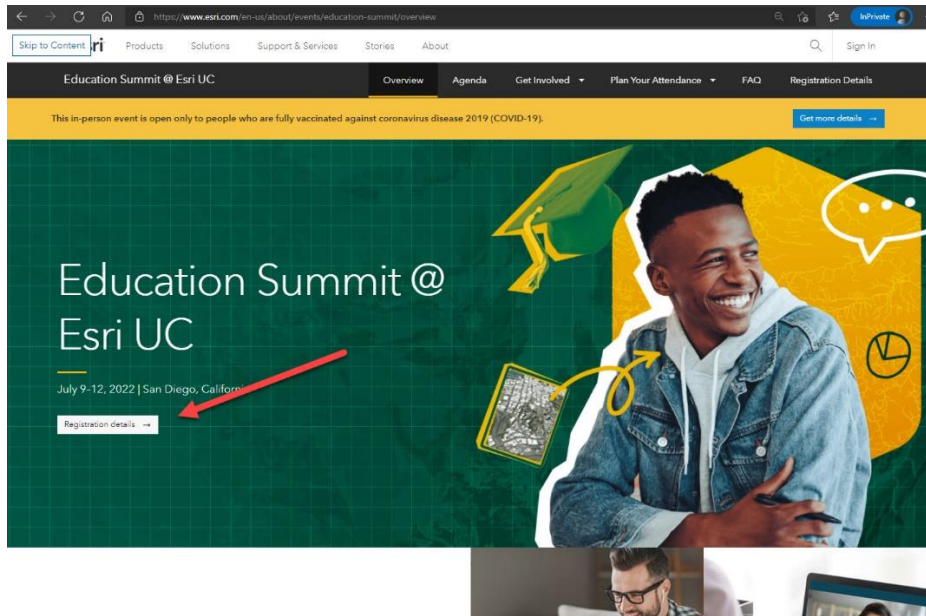 https://www.esri.com/en-us/about/events/education-summit/overview
InPrivate
Skip to Content
ri
Products
Solutions
Support & Services
Stories
About
Sign In
Education Summit @ Esri UC
Overview
Agenda
Get Involved
Plan Your Attendance
FAQ
Registration Details
This in-person event is open only to people who are fully vaccinated against coronavirus disease 2019 (COVID-19).
Get more details →
Education Summit @
Esri UC
July 9-12, 2022 | San Diego, Californi
Registration details →